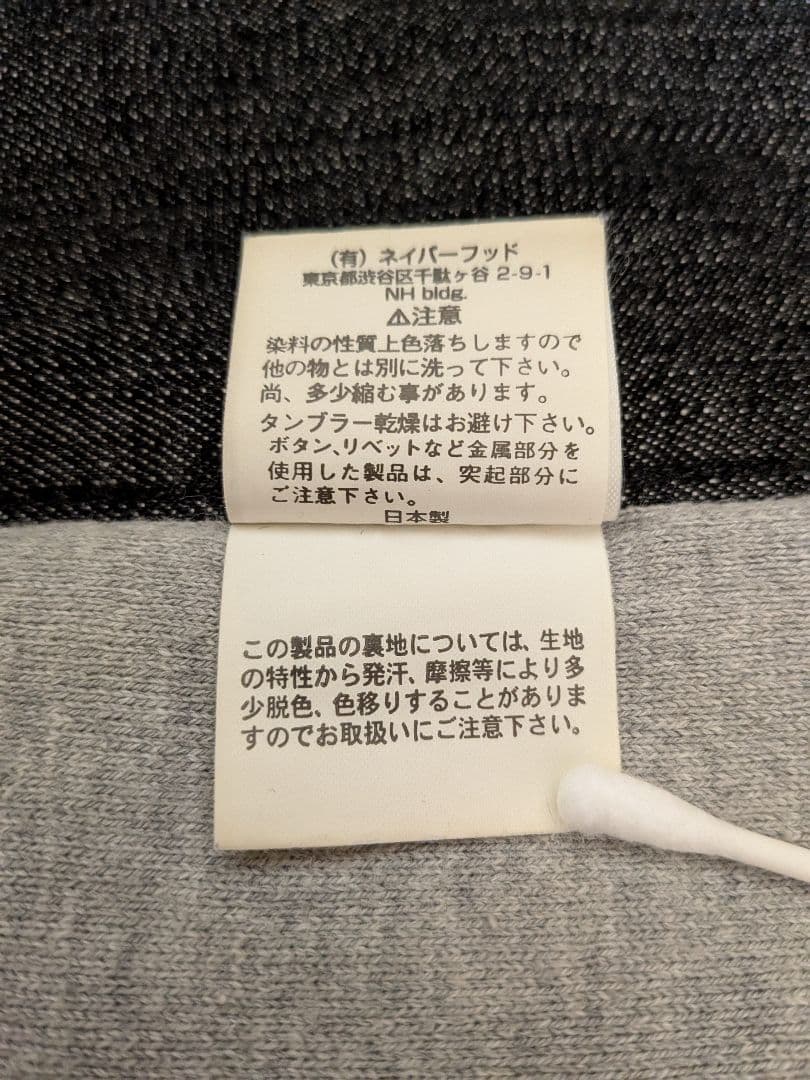 （有）ネイバーフッド
東京都渋谷区千駄ヶ谷 2-9-1
NH bldg.
⚠注意
染料の性質上色落ちしますので
他の物とは別に洗って下さい。
尚、多少縮む事があります。
タンブラー乾燥はお避け下さい。
ボタン、リベットなど金属部分を
使用した製品は、突起部分に
ご注意下さい。
日本製
この製品の裏地については、生地
の特性から発汗、摩擦等により多
少脱色、色移りすることがありま
すのでお取扱いにご注意下さい。